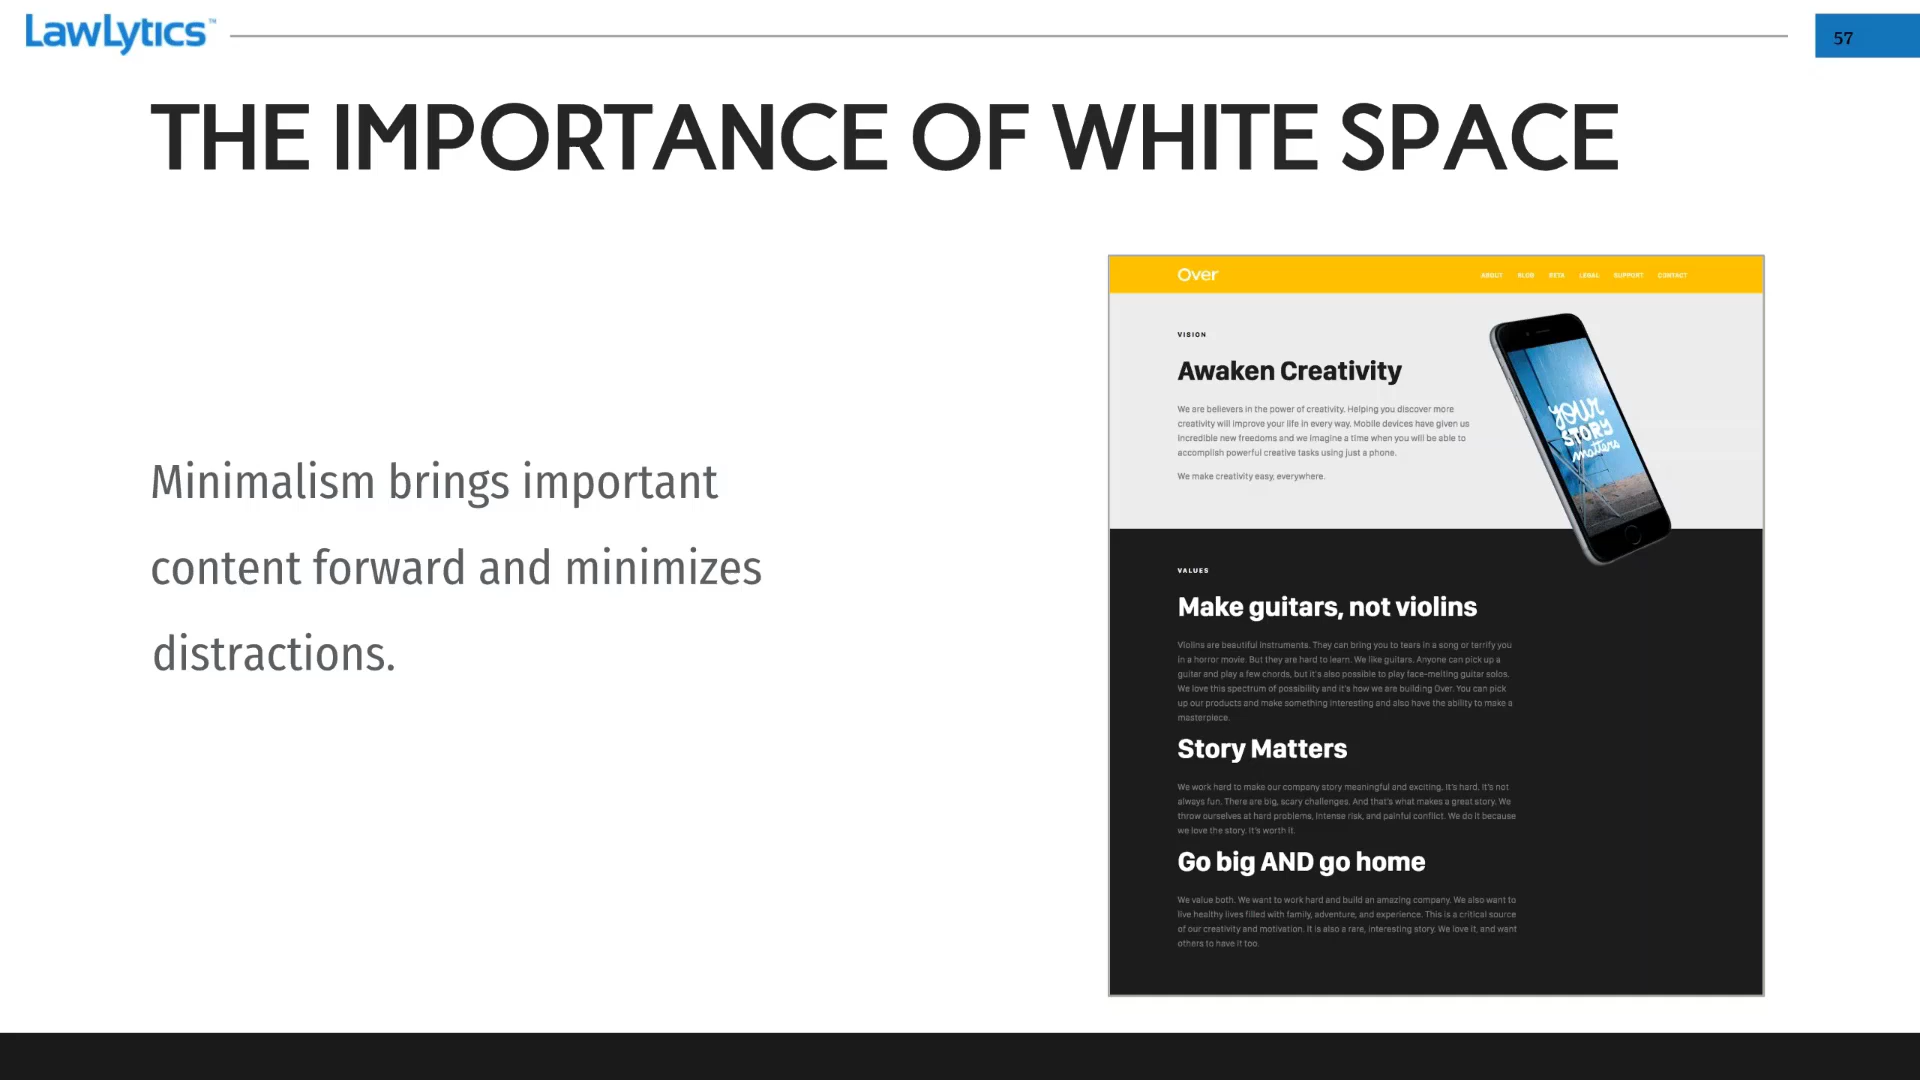 LawLytics™
57
THE IMPORTANCE OF WHITE SPACE
Minimalism brings important
content forward and minimizes
distractions.
Over
ABOUT BLOG BETA LEGAL SUPPORT CONTACT
VISION
Awaken Creativity
We are believers in the power of creativity. Helping you discover more
creativity will improve your life in every way. Mobile devices have given us
incredible new freedoms and we imagine a time when you will be able to
accomplish powerful creative tasks using just a phone.
We make creativity easy, everywhere.
your
STORY
matters
VALUES
Make guitars, not violins
Violins are beautiful instruments. They can bring you to tears in a song or terrify you
in a horror movie. But they are hard to learn. We like guitars. Anyone can pick up a
guitar and play a few chords, but it's also possible to play face-melting guitar solos.
We love this spectrum of possibility and it's how we are building Over. You can pick
up our products and make something interesting and also have the ability to make a
masterpiece.
Story Matters
We work hard to make our company story meaningful and exciting. It's hard. It's not
always fun. There are big, scary challenges. And that's what makes a great story. We
throw ourselves at hard problems, intense risk, and painful conflict. We do it because
we love the story. It's worth it.
Go big AND go home
We value both. We want to work hard and build an amazing company. We also want to
live healthy lives filled with family, adventure, and experience. This is a critical source
of our creativity and motivation. It is also a rare, interesting story. We love it, and want
others to have it too.